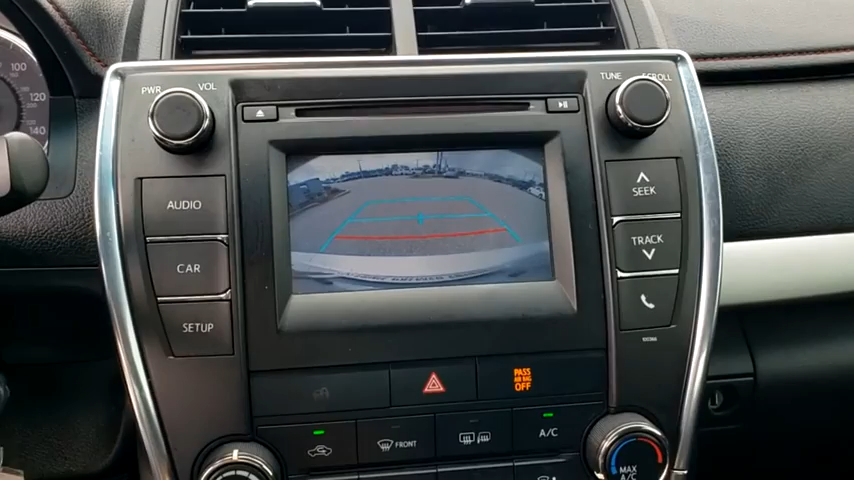 PWR
VOL
TUNE
SCROLL
100
120
140
AUDIO
CAR
SETUP
SEEK
TRACK
PASS
AIR BAG
OFF
FRONT
A/C
MAX
A/C